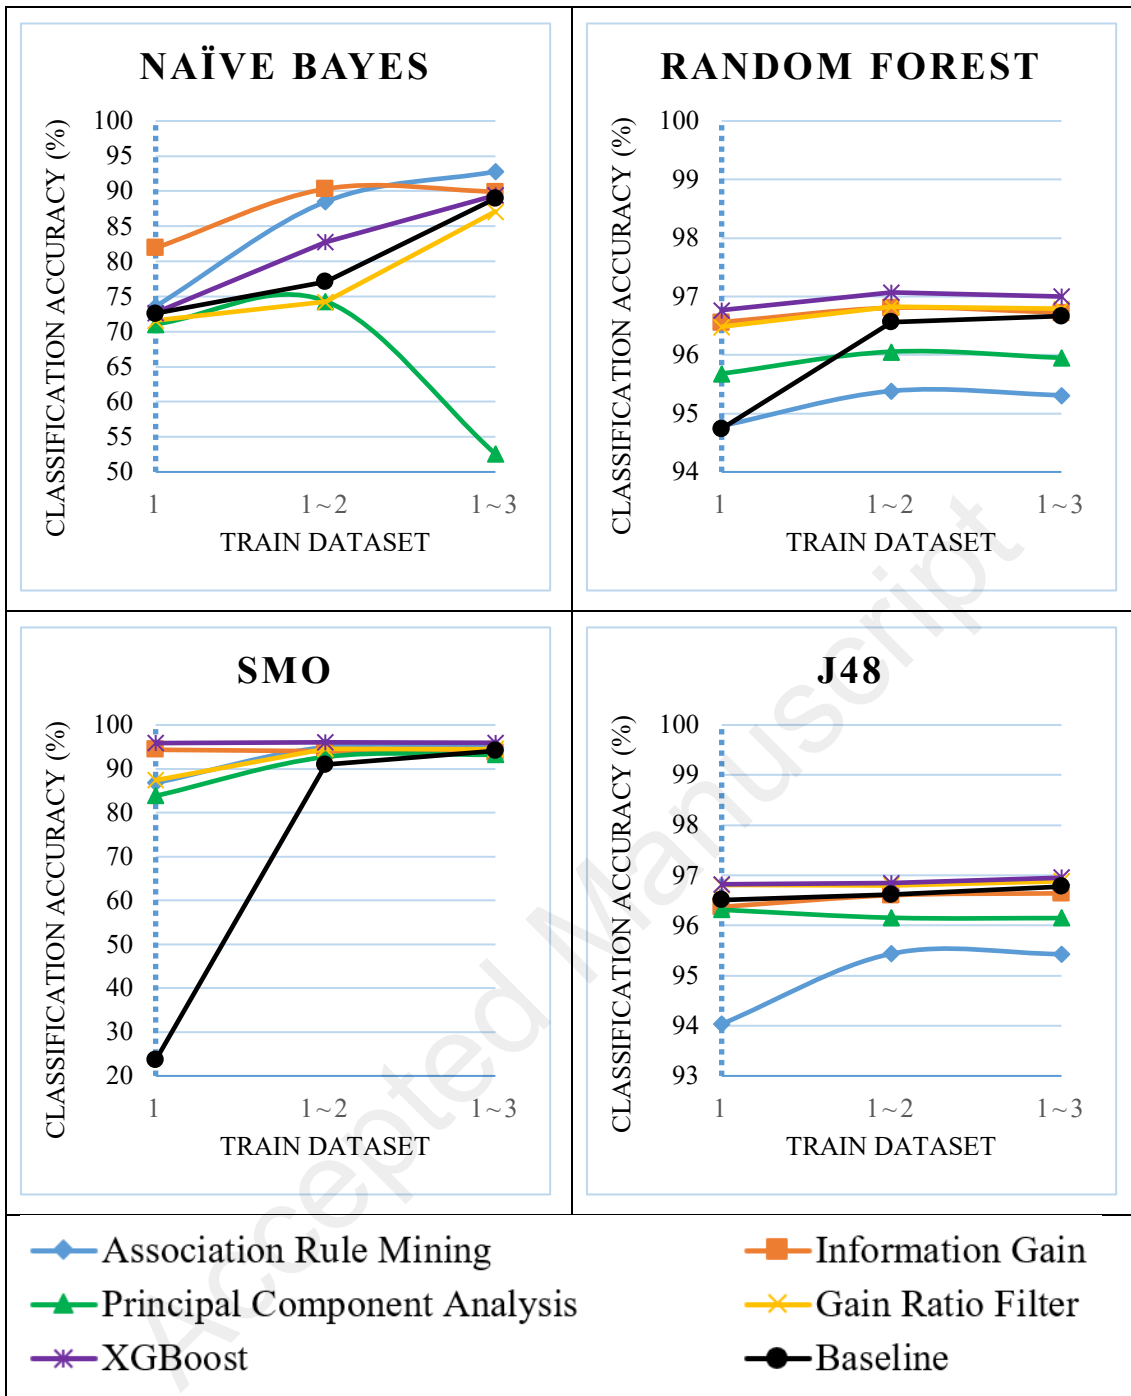 NAÏVE BAYES
CLASSIFICATION ACCURACY (%)
100
95
90
85
80
75
70
65
60
55
50
1
1~2
1~3
TRAIN DATASET
RANDOM FOREST
CLASSIFICATION ACCURACY (%)
100
99
98
97
96
95
94
1
1~2
1~3
TRAIN DATASET
SMO
CLASSIFICATION ACCURACY (%)
100
90
80
70
60
50
40
30
20
1
1~2
1~3
TRAIN DATASET
J48
CLASSIFICATION ACCUURACY (%)
100
99
98
97
96
95
94
93
1
1~2
1~3
TRAIN DATASET
Association Rule Mining
Information Gain
Principal Component Analysis
Gain Ratio Filter
XGBoost
Baseline
Accepted Manuscript